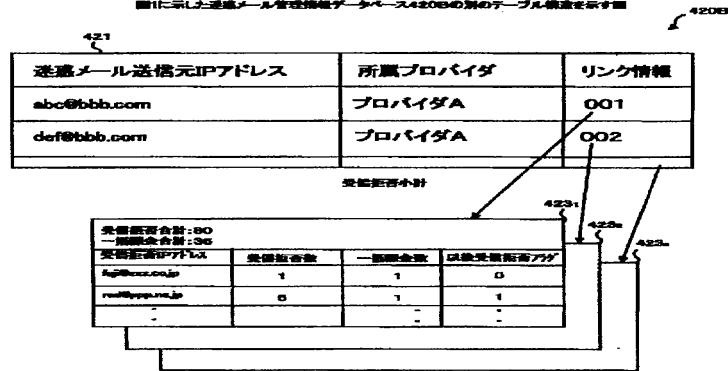 図1に示した迷惑メール管理情報データベース420Bの別のテーブル構造を示す図
420B
421
迷惑メール送信元IPアドレス 所属プロバイダ リンク情報
abc@bbb.com プロバイダA 001
def@bbb.com プロバイダA 002
受信拒否小計
423₁
423₂
423ₙ
受信拒否合計:80
一括課金合計:36
受信拒否IPアドレス 受信拒否数 一括課金数 以後受信拒否フラグ
1 1 0
5 1 1